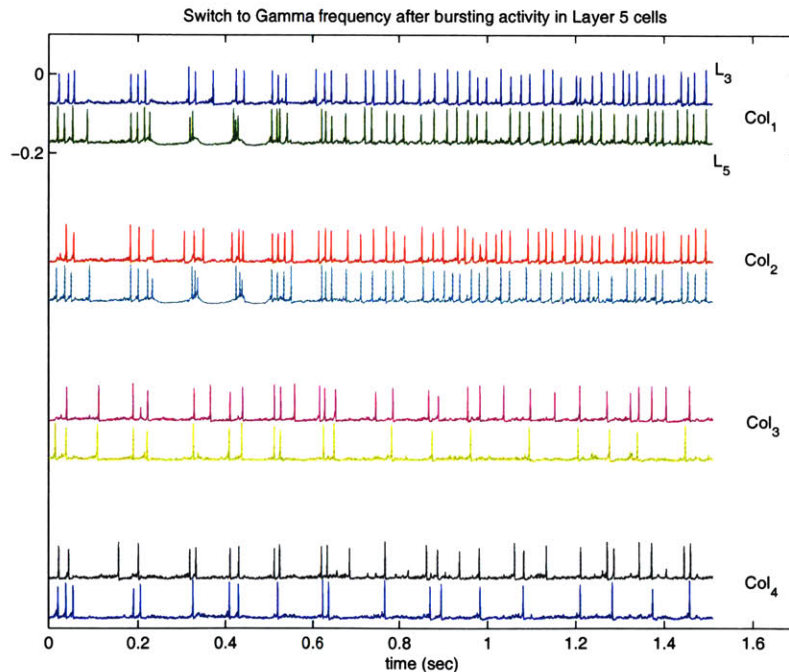 Switch to Gamma frequency after bursting activity in Layer 5 cells
0
L3
Col1
−0.2
L5
Col2
Col3
Col4
0 0.2 0.4 0.6 0.8 1 1.2 1.4 1.6
time (sec)